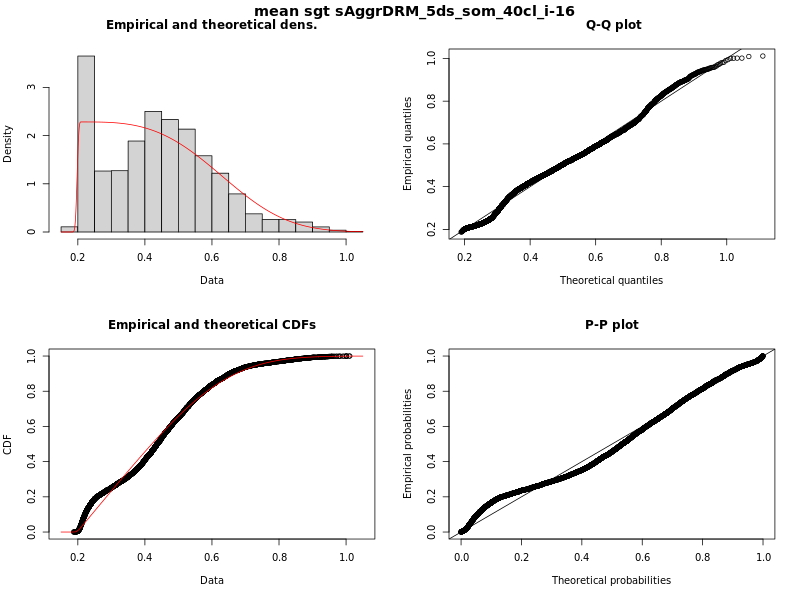 mean sgt sAggrDRM_5ds_som_40cl_i-16
Empirical and theoretical dens.
Density
0 1 2 3
0.2 0.4 0.6 0.8 1.0
Data
Q-Q plot
Empirical quantiles
0.2 0.4 0.6 0.8 1.0
0.2 0.4 0.6 0.8 1.0
Theoretical quantiles
Empirical and theoretical CDFs
CDF
0.0 0.2 0.4 0.6 0.8 1.0
0.2 0.4 0.6 0.8 1.0
Data
P-P plot
Empirical probabilities
0.0 0.2 0.4 0.6 0.8 1.0
0.0 0.2 0.4 0.6 0.8 1.0
Theoretical probabilities